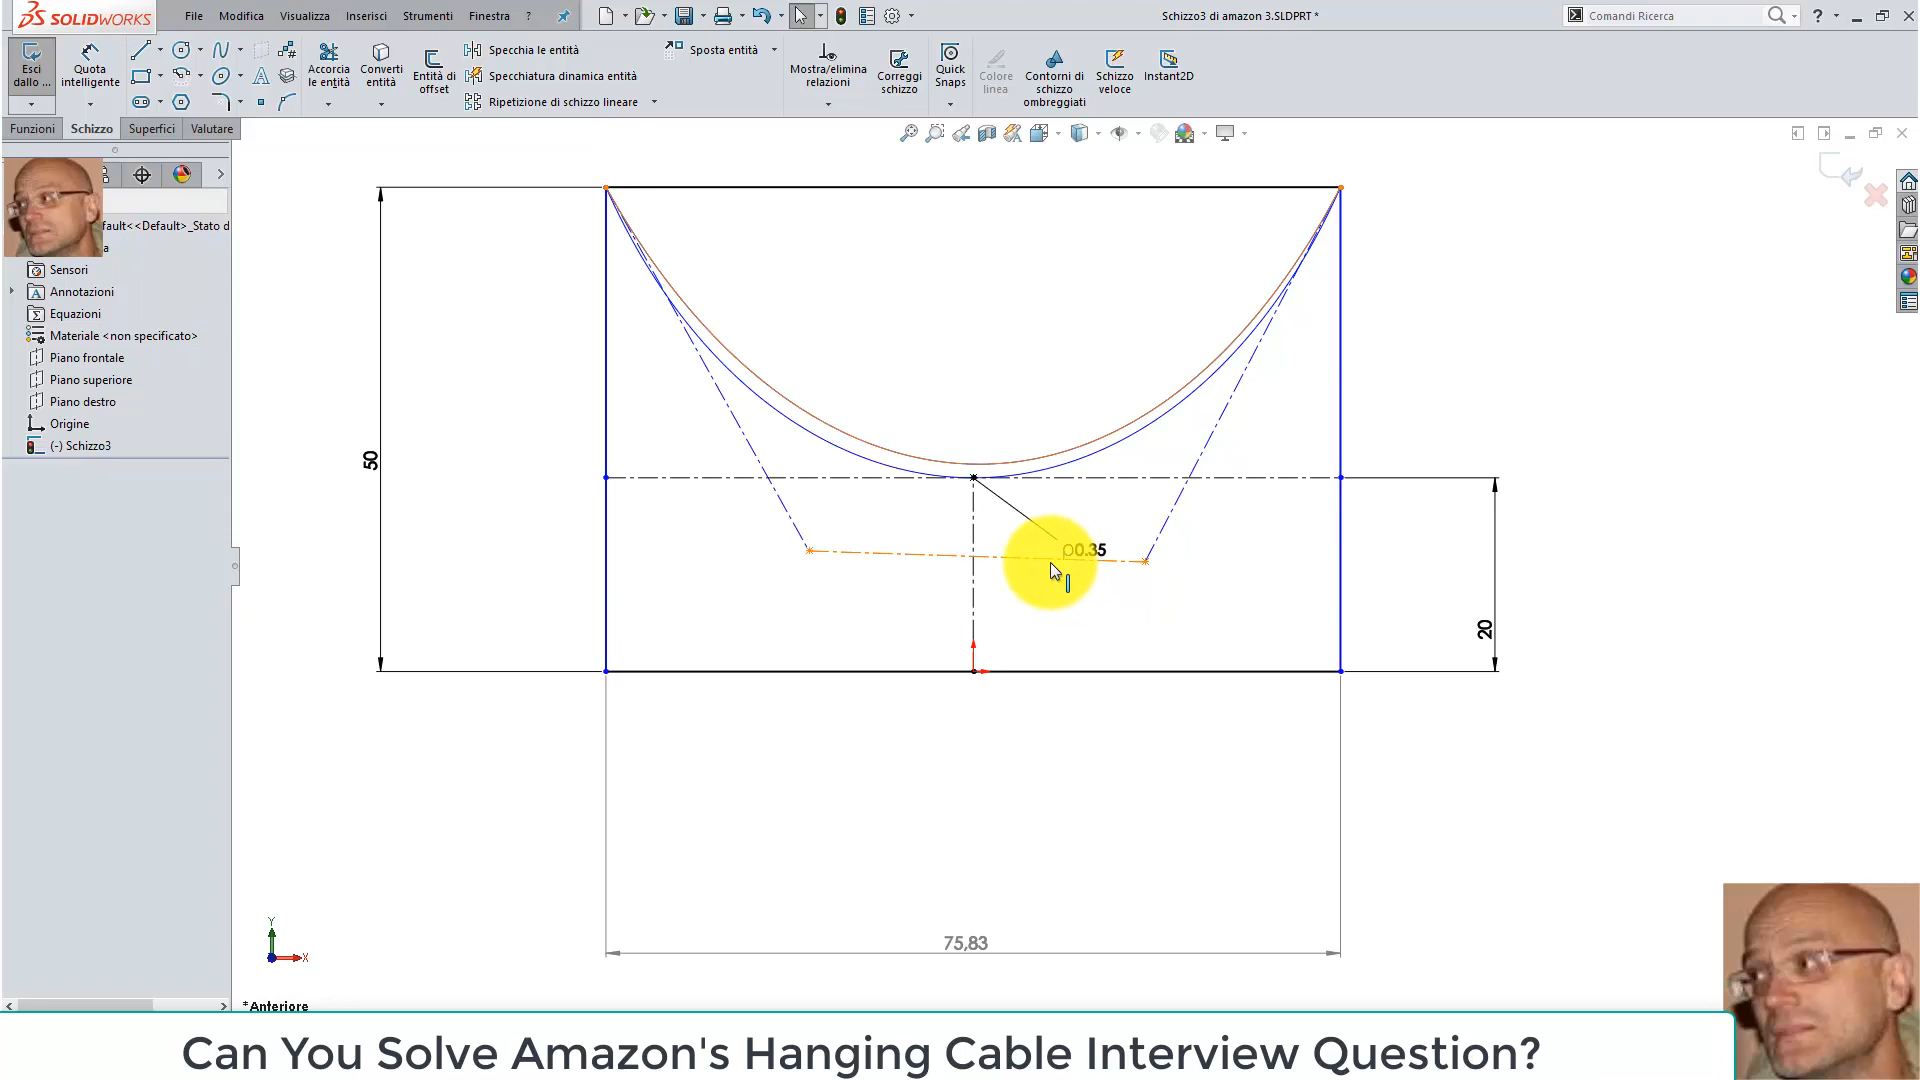 SOLIDWORKS
File
Modifica
Visualizza
Inserisci
Strumenti
Finestra
?
Schizzo3 di amazon 3.SLDPRT *
Comandi Ricerca
?
Esci
dallo ...
Quota
intelligente
Accorcia
le entità
Converti
entità
Entità di
offset
Specchia le entità
Specchiatura dinamica entità
Ripetizione di schizzo lineare
Sposta entità
Mostra/elimina
relazioni
Correggi
schizzo
Quick
Snaps
Colore
linea
Contorni di
schizzo
ombreggiati
Schizzo
veloce
Instant2D
Funzioni
Schizzo
Superfici
Valutare
fault<<Default>_Stato d
a
Sensori
Annotazioni
Equazioni
Materiale <non specificato>
Piano frontale
Piano superiore
Piano destro
Origine
(-) Schizzo3
50
ρ0.35
20
75,83
Y
X
*Anteriore
Can You Solve Amazon's Hanging Cable Interview Question?